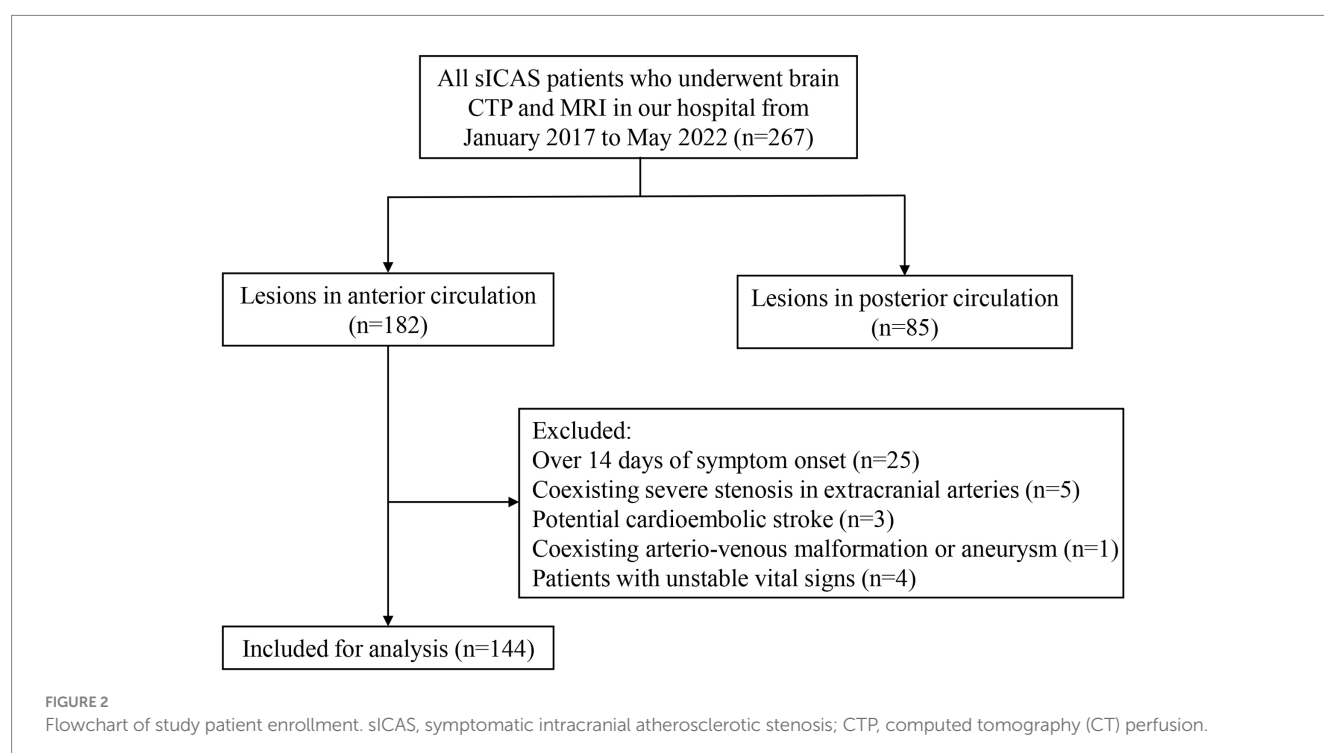 All sICAS patients who underwent brain
CTP and MRI in our hospital from
January 2017 to May 2022 (n=267)
Lesions in anterior circulation
(n=182)
Lesions in posterior circulation
(n=85)
Excluded:
Over 14 days of symptom onset (n=25)
Coexisting severe stenosis in extracranial arteries (n=5)
Potential cardioembolic stroke (n=3)
Coexisting arterio-venous malformation or aneurysm (n=1)
Patients with unstable vital signs (n=4)
Included for analysis (n=144)
FIGURE 2
Flowchart of study patient enrollment. sICAS, symptomatic intracranial atherosclerotic stenosis; CTP, computed tomography (CT) perfusion.